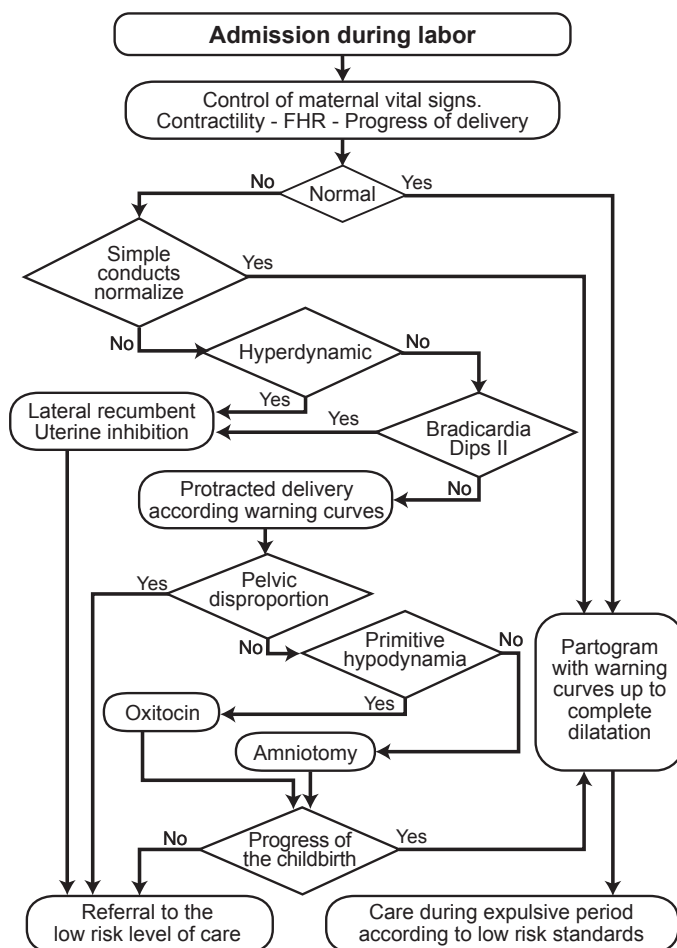 Admission during labor
Control of maternal vital signs.
Contractility - FHR - Progress of delivery
No
Normal
Yes
Simple
conducts
normalize
Yes
No
Hyperdynamic
No
Yes
Lateral recumbent
Uterine inhibition
Yes
Bradicardia
Dips II
No
Protracted delivery
according warning curves
Yes
Pelvic
disproportion
No
Primitive
hypodynamia
No
Yes
Partogram
with warning
curves up to
complete
dilatation
Oxitocin
Amniotomy
No
Progress of
the childbirth
Yes
Referral to the
low risk level of care
Care during expulsive period
according to low risk standards